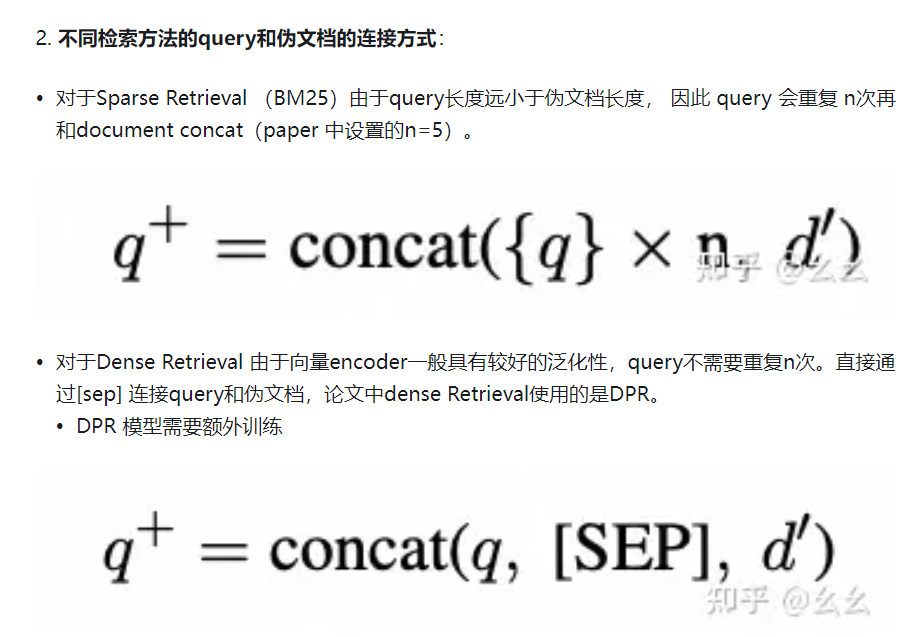 2. 不同检索方法的query和伪文档的连接方式：
• 对于Sparse Retrieval （BM25）由于query长度远小于伪文档长度， 因此 query 会重复 n次再
和document concat（paper 中设置的n=5）。
q⁺ = concat({q} × n, d′)
知乎 @幺幺
• 对于Dense Retrieval 由于向量encoder一般具有较好的泛化性，query不需要重复n次。直接通
过[sep] 连接query和伪文档，论文中dense Retrieval使用的是DPR。
• DPR 模型需要额外训练
q⁺ = concat(q, [SEP], d′)
知乎 @幺幺